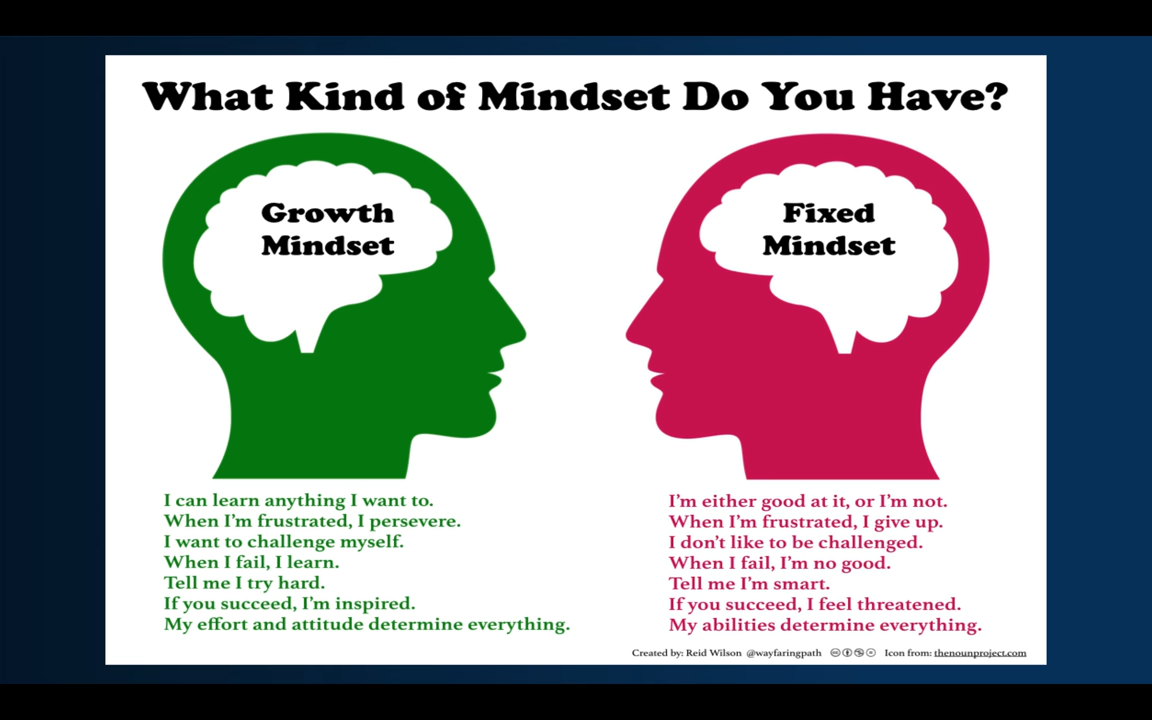 What Kind of Mindset Do You Have?
Growth
Mindset
Fixed
Mindset
I can learn anything I want to.
When I'm frustrated, I persevere.
I want to challenge myself.
When I fail, I learn.
Tell me I try hard.
If you succeed, I'm inspired.
My effort and attitude determine everything.
I'm either good at it, or I'm not.
When I'm frustrated, I give up.
I don't like to be challenged.
When I fail, I'm no good.
Tell me I'm smart.
If you succeed, I feel threatened.
My abilities determine everything.
Created by: Reid Wilson @wayfaringpath Icon from: thenounproject.com